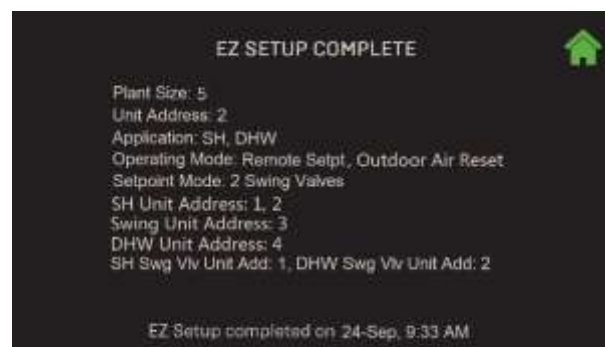 EZ SETUP COMPLETE
Plant Size: 5
Unit Address: 2
Application: SH, DHW
Operating Mode: Remote Setpt, Outdoor Air Reset
Setpoint Mode: 2 Swing Valves
SH Unit Address: 1, 2
Swing Unit Address: 3
DHW Unit Address: 4
SH Swg Vlv Unit Add: 1, DHW Swg Vlv Unit Add: 2
EZ Setup completed on 24-Sep, 9:33 AM